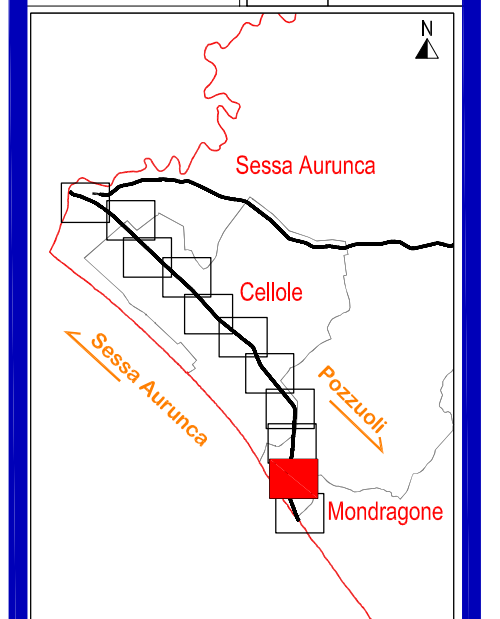 N
Sessa Aurunca
Cellole
Sessa Aurunca
Pozzuoli
Mondragone